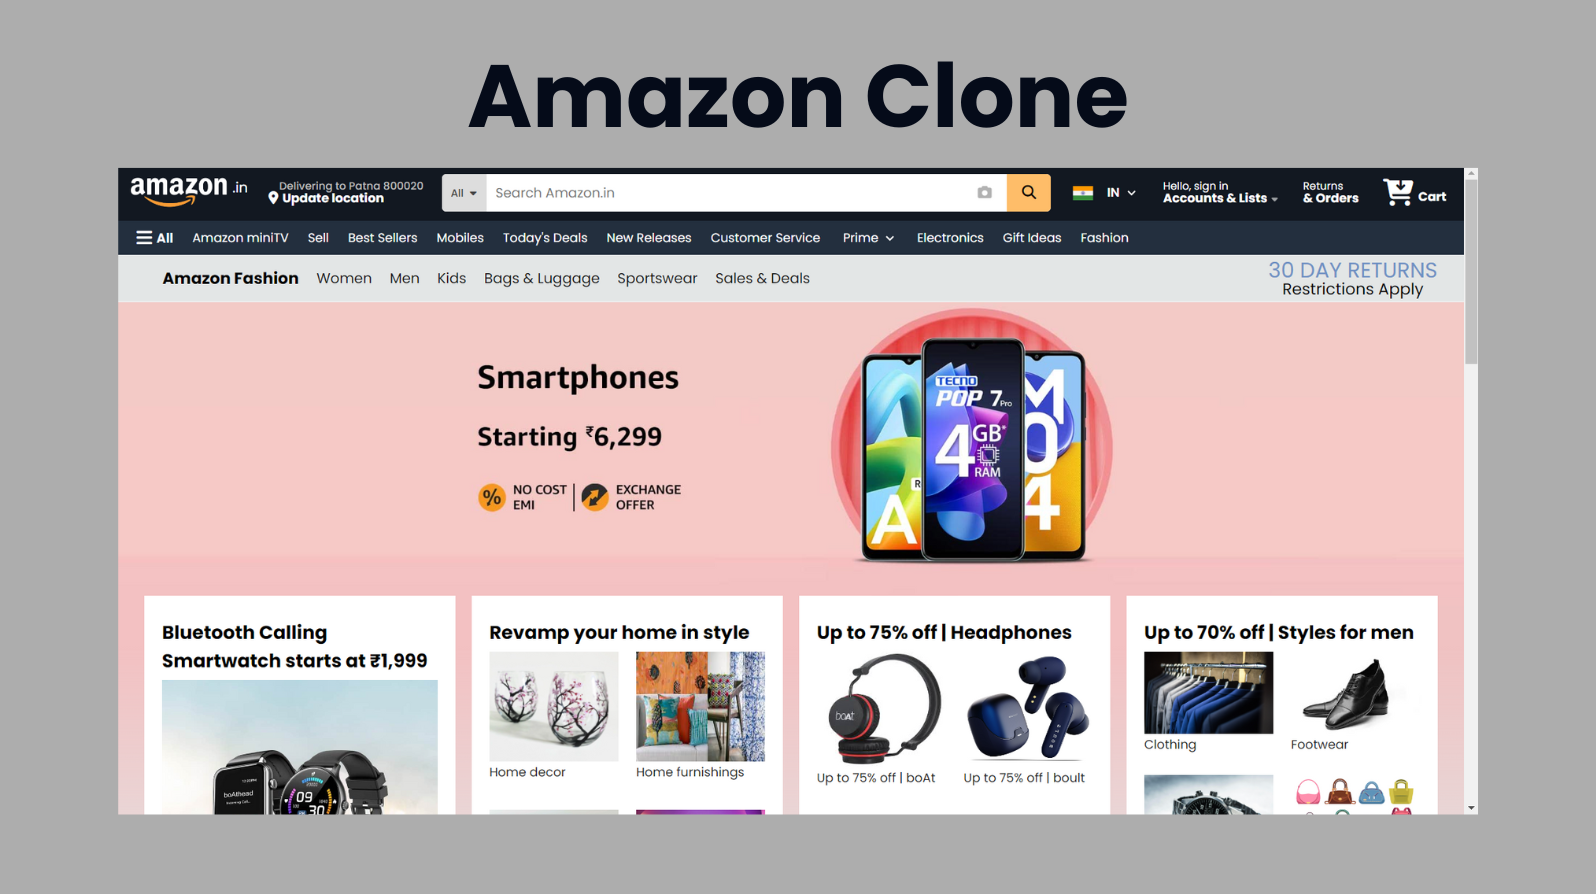 Amazon Clone
amazon.in
Delivering to Patna 800020
Update location
All
Search Amazon.in
IN
Hello, sign in
Accounts & Lists
Returns
& Orders
Cart
All Amazon miniTV Sell Best Sellers Mobiles Today's Deals New Releases Customer Service Prime Electronics Gift Ideas Fashion
Amazon Fashion Women Men Kids Bags & Luggage Sportswear Sales & Deals
30 DAY RETURNS
Restrictions Apply
Smartphones
Starting ₹6,299
%
NO COST
EMI
EXCHANGE
OFFER
TECNO
POP 7 Pro
4 GB*
RAM
R
A
M
0
4
Bluetooth Calling
Smartwatch starts at ₹1,999
boAthead
Incoming Call..
09
30
Revamp your home in style
Home decor
Home furnishings
Up to 75% off | Headphones
boAt
BOULT
Up to 75% off | boAt
Up to 75% off | boult
Up to 70% off | Styles for men
Clothing
Footwear